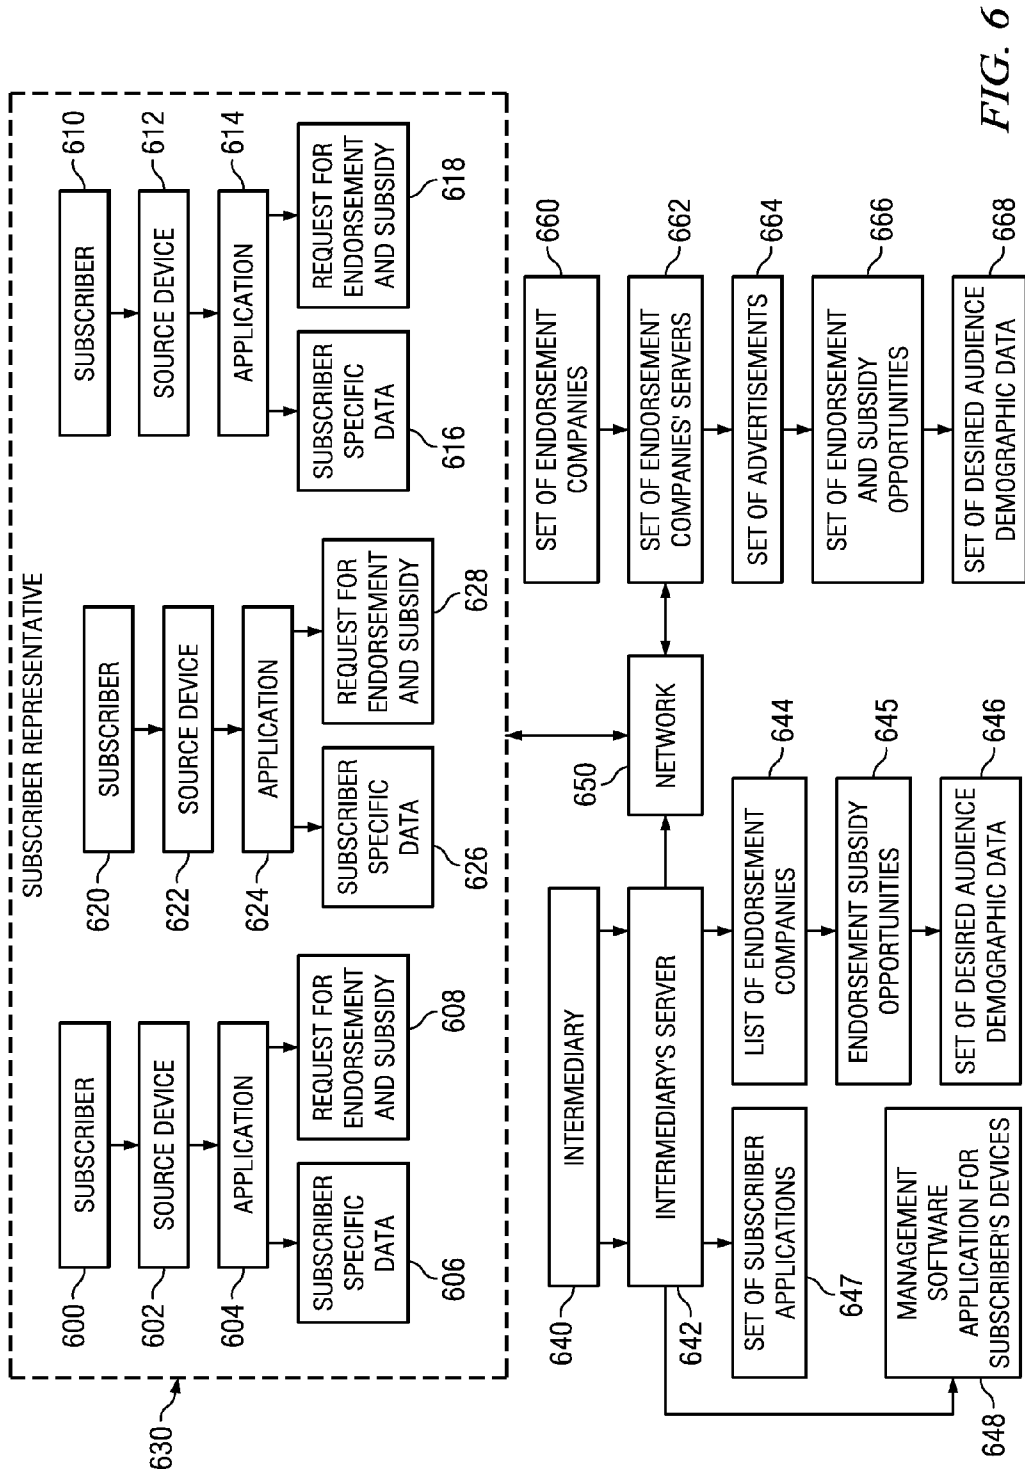 SUBSCRIBER REPRESENTATIVE
630
SUBSCRIBER
600
SOURCE DEVICE
602
APPLICATION
604
SUBSCRIBER
SPECIFIC
DATA
606
REQUEST FOR
ENDORSEMENT
AND SUBSIDY
608
SUBSCRIBER
620
SOURCE DEVICE
622
APPLICATION
624
SUBSCRIBER
SPECIFIC
DATA
626
REQUEST FOR
ENDORSEMENT
AND SUBSIDY
628
SUBSCRIBER
610
SOURCE DEVICE
612
APPLICATION
614
SUBSCRIBER
SPECIFIC
DATA
616
REQUEST FOR
ENDORSEMENT
AND SUBSIDY
618
INTERMEDIARY
640
INTERMEDIARY'S SERVER
642
SET OF SUBSCRIBER
APPLICATIONS
647
MANAGEMENT
SOFTWARE
APPLICATION FOR
SUBSCRIBER'S DEVICES
648
LIST OF ENDORSEMENT
COMPANIES
644
ENDORSEMENT SUBSIDY
OPPORTUNITIES
645
SET OF DESIRED AUDIENCE
DEMOGRAPHIC DATA
646
NETWORK
650
SET OF ENDORSEMENT
COMPANIES
660
SET OF ENDORSEMENT
COMPANIES' SERVERS
662
SET OF ADVERTISEMENTS
664
SET OF ENDORSEMENT
AND SUBSIDY
OPPORTUNITIES
666
SET OF DESIRED AUDIENCE
DEMOGRAPHIC DATA
668
FIG. 6